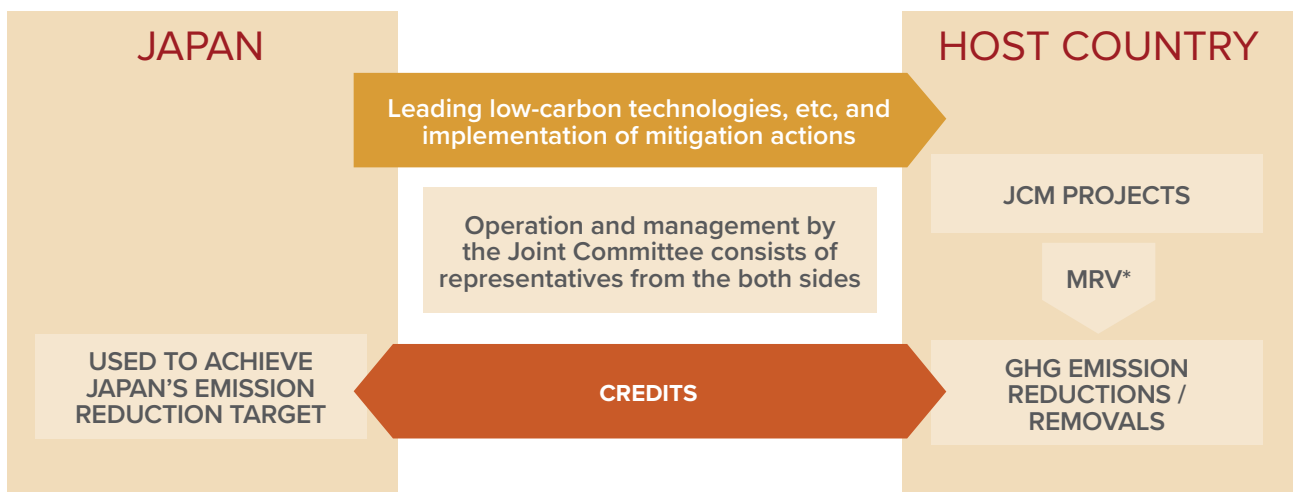 JAPAN
HOST COUNTRY
Leading low-carbon technologies, etc, and
implementation of mitigation actions
JCM PROJECTS
Operation and management by
the Joint Committee consists of
representatives from the both sides
MRV*
USED TO ACHIEVE
JAPAN’S EMISSION
REDUCTION TARGET
CREDITS
GHG EMISSION
REDUCTIONS /
REMOVALS